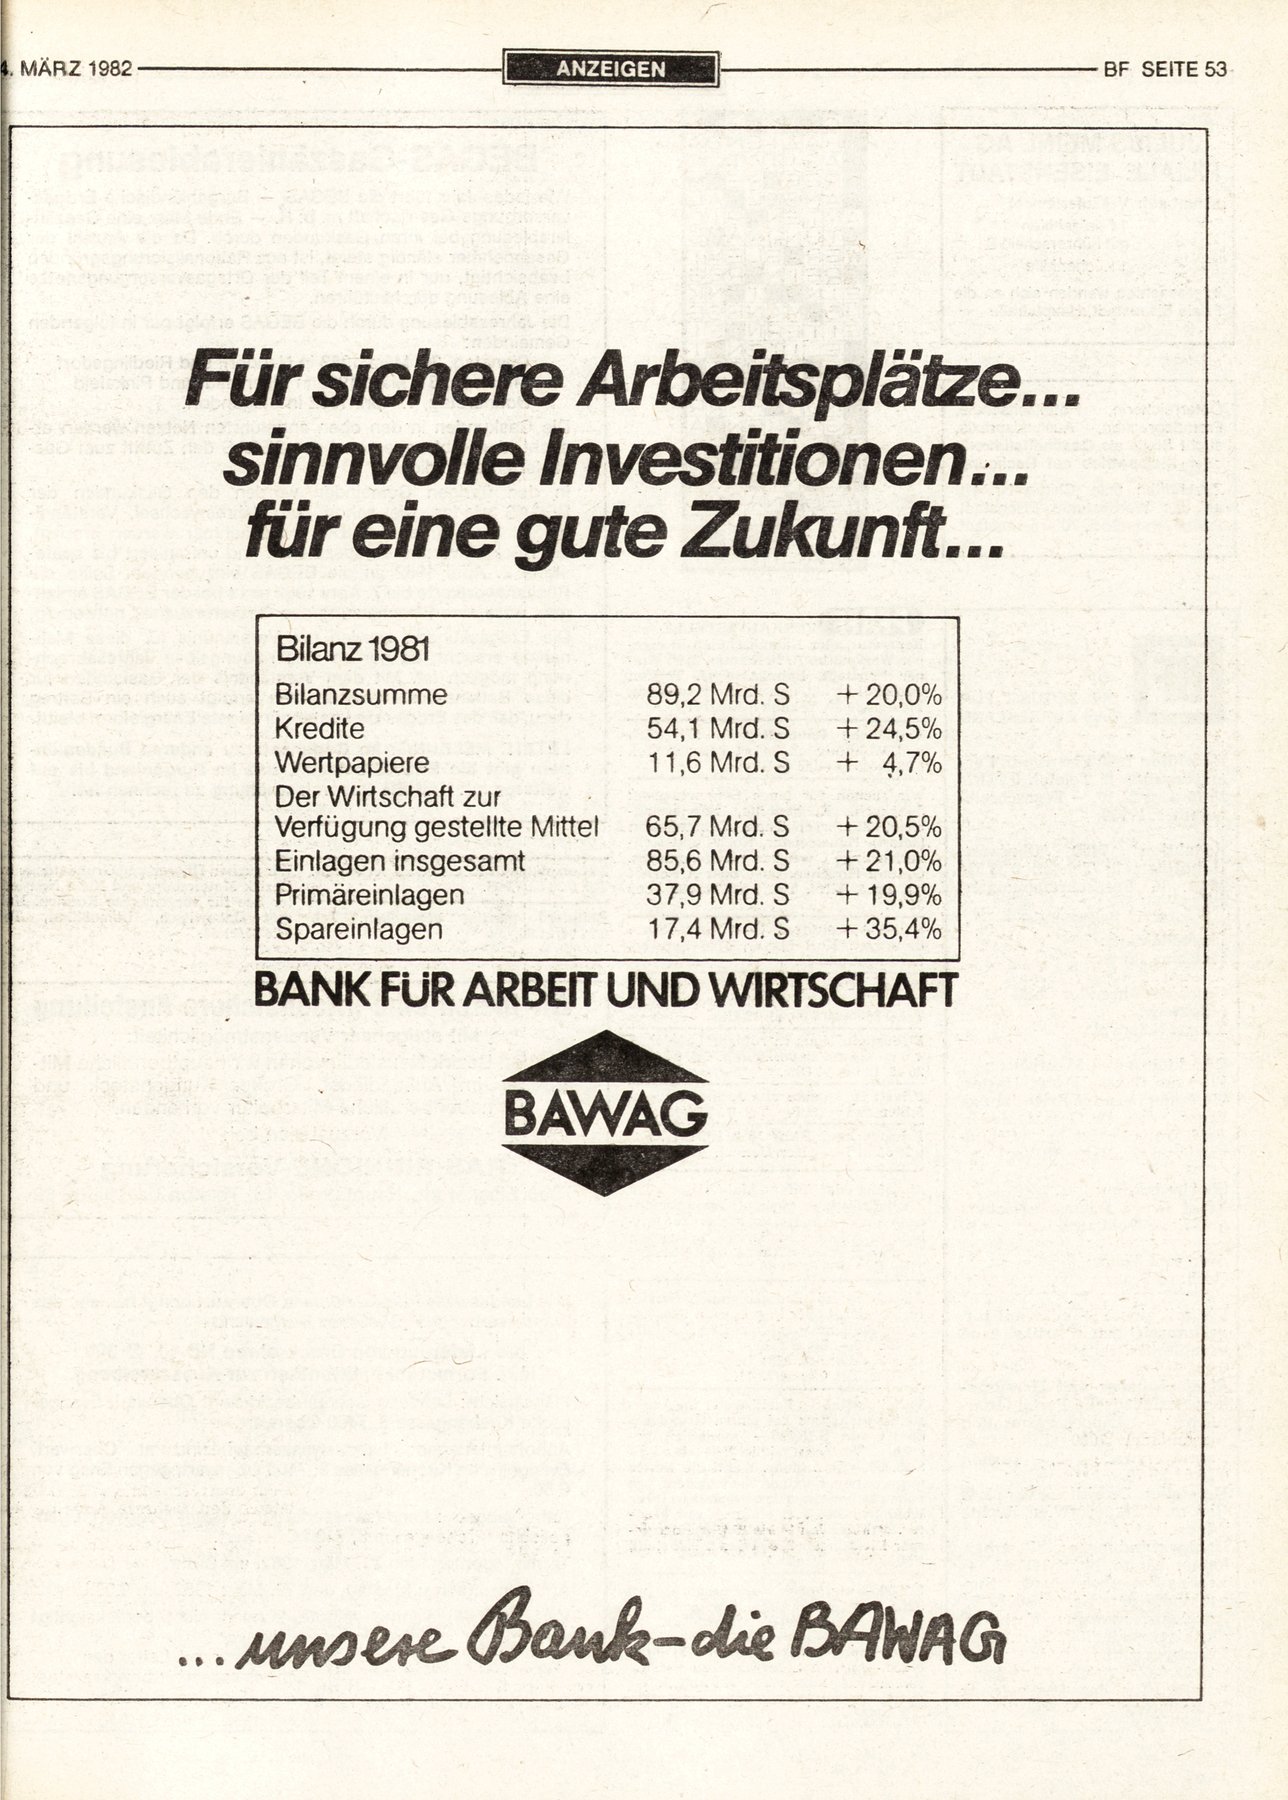 4. MÄRZ 1982
ANZEIGEN
BF SEITE 53
Für sichere Arbeitsplätze...
sinnvolle Investitionen...
für eine gute Zukunft...
Bilanz 1981
Bilanzsumme 89,2 Mrd. S + 20,0%
Kredite 54,1 Mrd. S + 24,5%
Wertpapiere 11,6 Mrd. S + 4,7%
Der Wirtschaft zur
Verfügung gestellte Mittel 65,7 Mrd. S + 20,5%
Einlagen insgesamt 85,6 Mrd. S + 21,0%
Primäreinlagen 37,9 Mrd. S + 19,9%
Spareinlagen 17,4 Mrd. S + 35,4%
BANK FÜR ARBEIT UND WIRTSCHAFT
BAWAG
...unsere Bank-die BAWAG